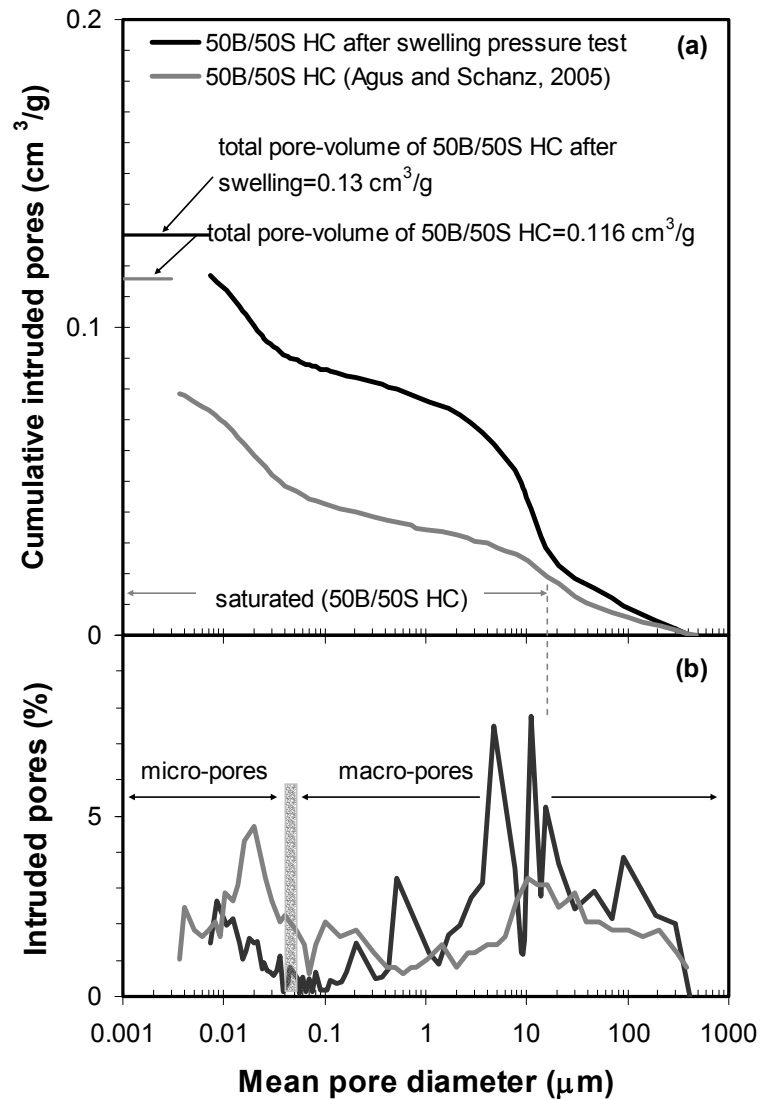 0.2
50B/50S HC after swelling pressure test
(a)
50B/50S HC (Agus and Schanz, 2005)
total pore-volume of 50B/50S HC after
swelling=0.13 cm³/g
total pore-volume of 50B/50S HC=0.116 cm³/g
0.1
Cumulative intruded pores (cm³/g)
saturated (50B/50S HC)
0
(b)
micro-pores
macro-pores
5
Intruded pores (%)
0
0.001 0.01 0.1 1 10 100 1000
Mean pore diameter (μm)